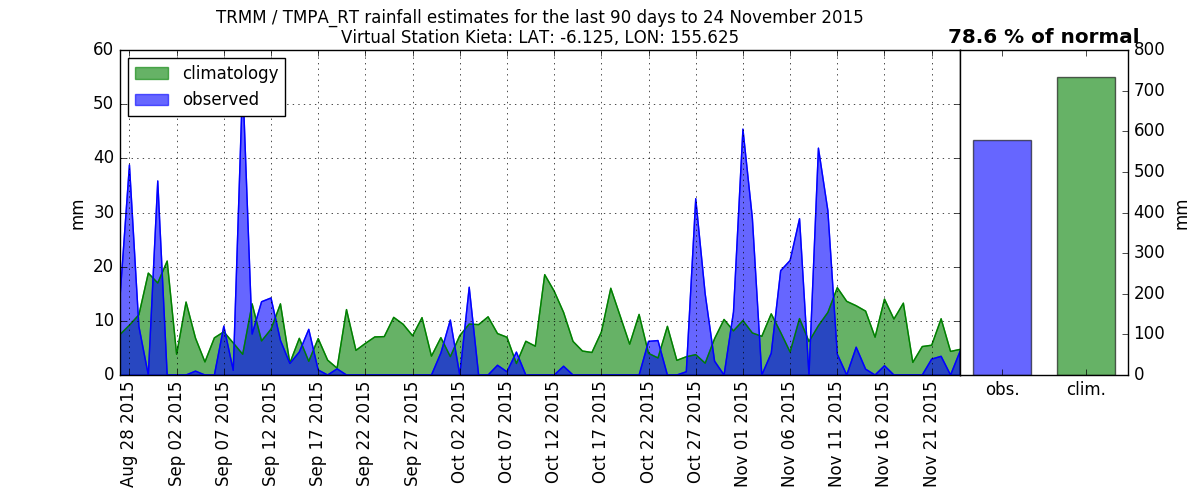 TRMM / TMPA_RT rainfall estimates for the last 90 days to 24 November 2015
Virtual Station Kieta: LAT: -6.125, LON: 155.625
78.6 % of normal
climatology
observed
60
50
40
30
20
10
0
mm
800
700
600
500
400
300
200
100
0
mm
Aug 28 2015
Sep 02 2015
Sep 07 2015
Sep 12 2015
Sep 17 2015
Sep 22 2015
Sep 27 2015
Oct 02 2015
Oct 07 2015
Oct 12 2015
Oct 17 2015
Oct 22 2015
Oct 27 2015
Nov 01 2015
Nov 06 2015
Nov 11 2015
Nov 16 2015
Nov 21 2015
obs.
clim.